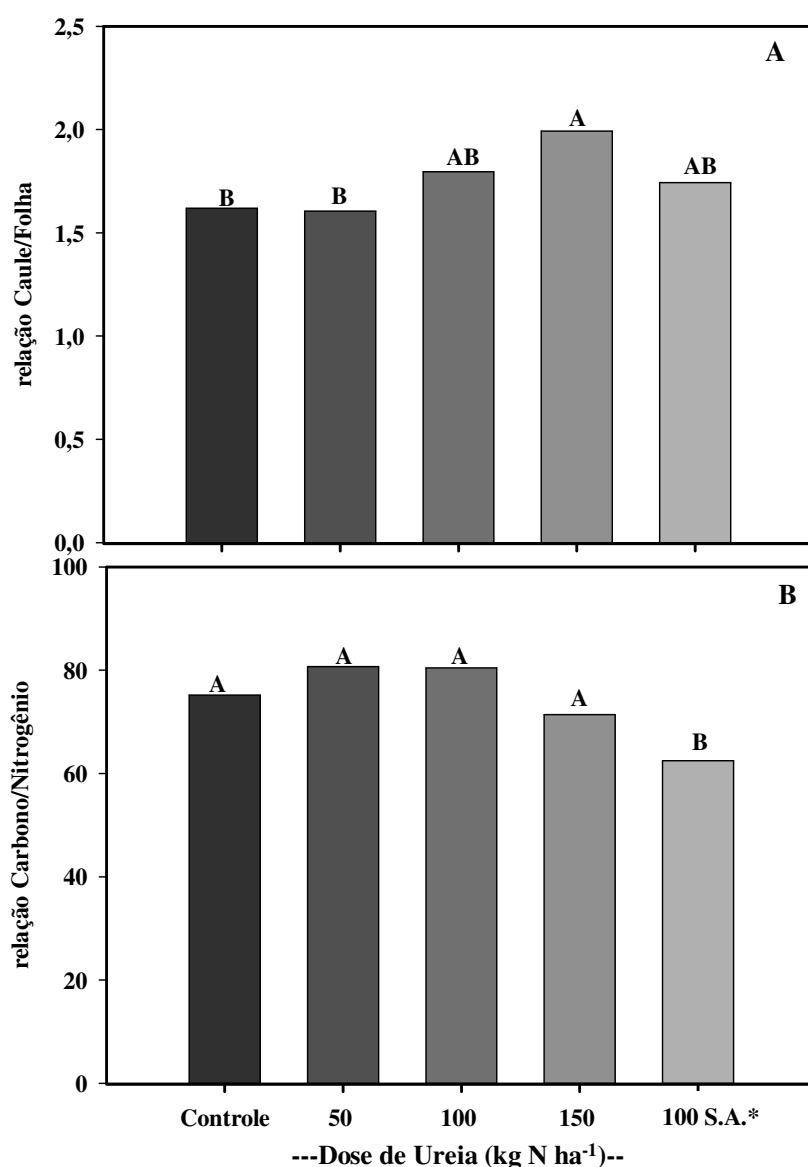 2,5
A
2,0
1,5
1,0
0,5
0,0
relação Caule/Folha
B B AB A AB
100
B
80
60
40
20
0
relação Carbono/Nitrogênio
A A A A B
Controle 50 100 150 100 S.A.*
---Dose de Ureia (kg N ha-1)--